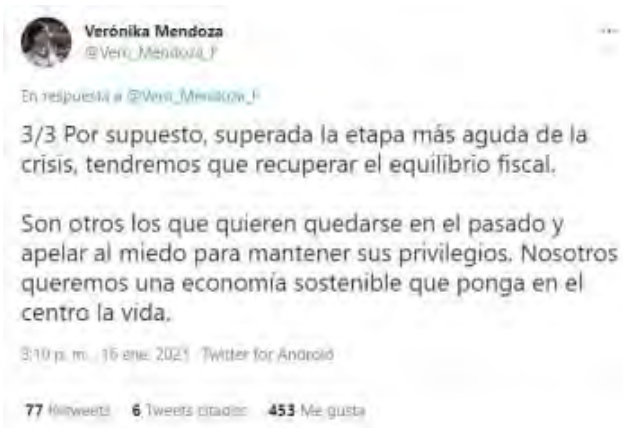 Verónika Mendoza
@Vero_Mendoza_F
En respuesta a @Vero_Mendoza_F
3/3 Por supuesto, superada la etapa más aguda de la
crisis, tendremos que recuperar el equilibrio fiscal.
Son otros los que quieren quedarse en el pasado y
apelar al miedo para mantener sus privilegios. Nosotros
queremos una economía sostenible que ponga en el
centro la vida.
3:10 p. m. · 16 ene. 2021 · Twitter for Android
77 Retweets 6 Tweets citados 453 Me gusta